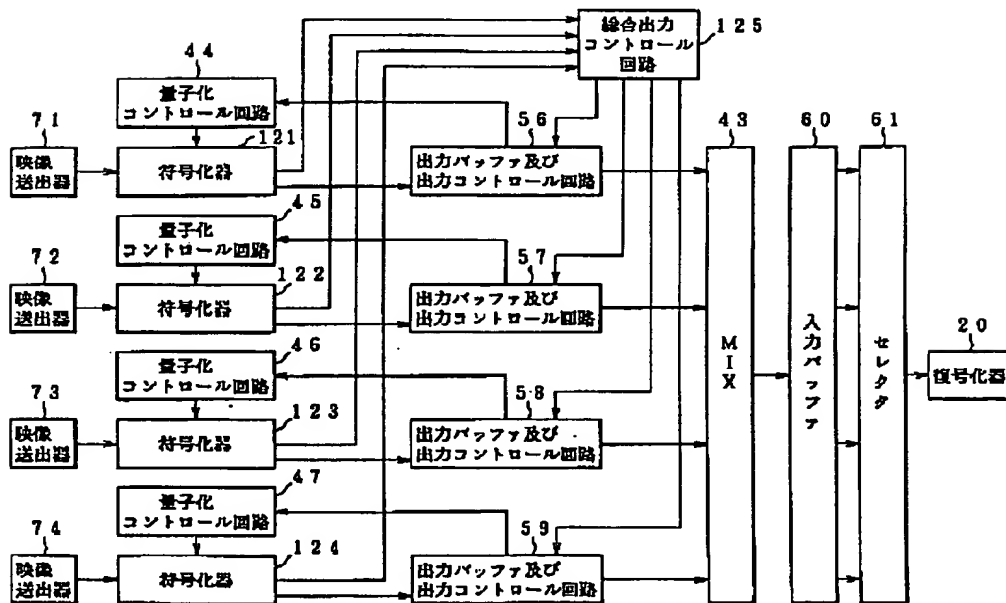 総合出力
コントロール
回路
125
44
量子化
コントロール回路
71
映像
送出器
121
符号化器
56
出力バッファ及び
出力コントロール回路
43
MIX
60
入力バッファ
61
セレクタ
45
量子化
コントロール回路
72
映像
送出器
122
符号化器
57
出力バッファ及び
出力コントロール回路
20
復号化器
46
量子化
コントロール回路
73
映像
送出器
123
符号化器
58
出力バッファ及び
出力コントロール回路
47
量子化
コントロール回路
74
映像
送出器
124
符号化器
59
出力バッファ及び
出力コントロール回路